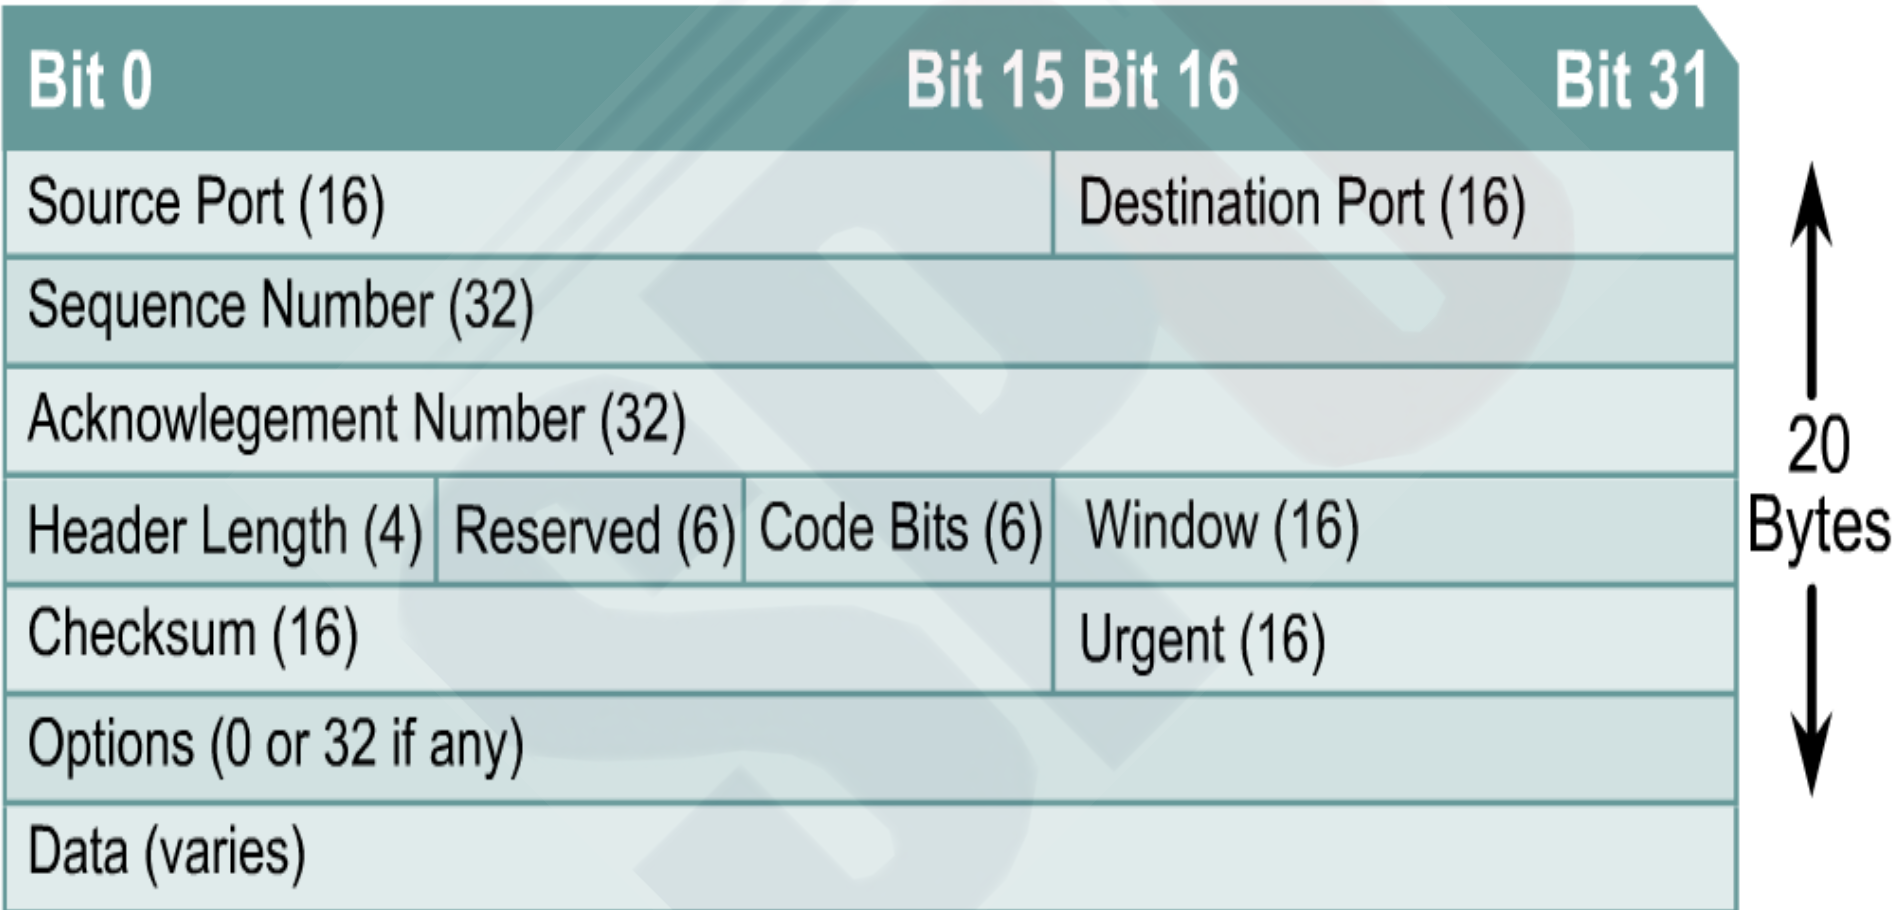 Bit 0 Bit 15 Bit 16 Bit 31
Source Port (16) Destination Port (16)
Sequence Number (32)
Acknowlegement Number (32)
Header Length (4) Reserved (6) Code Bits (6) Window (16)
Checksum (16) Urgent (16)
Options (0 or 32 if any)
Data (varies)
20
Bytes